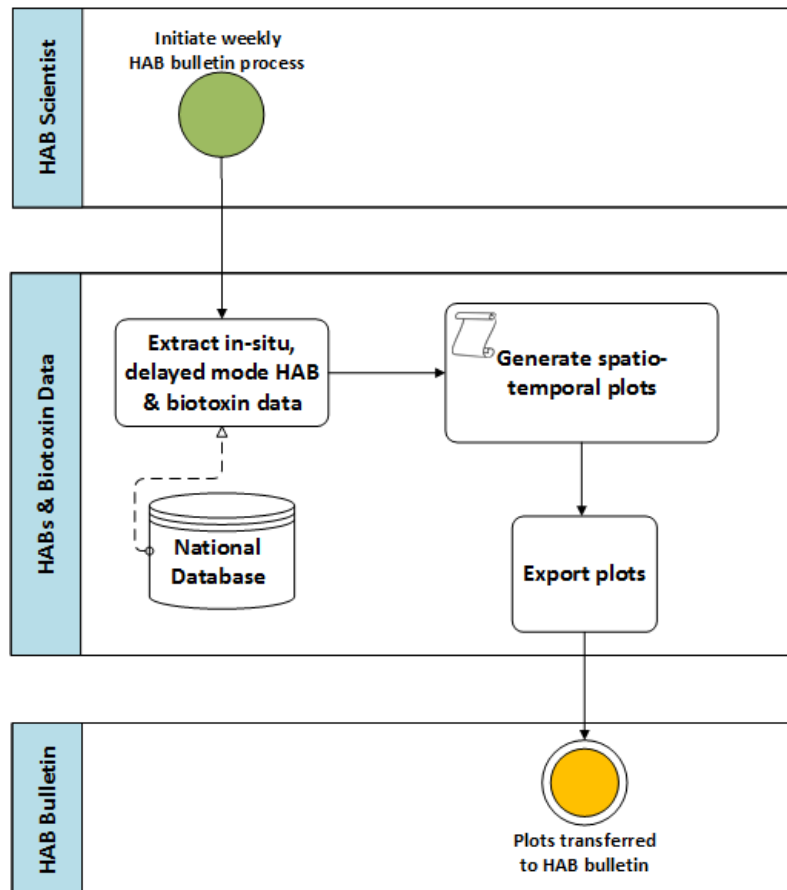 HAB Scientist
Initiate weekly
HAB bulletin process
HABs & Biotoxin Data
Extract in-situ,
delayed mode HAB
& biotoxin data
Generate spatio-
temporal plots
National
Database
Export plots
HAB Bulletin
Plots transferred
to HAB bulletin